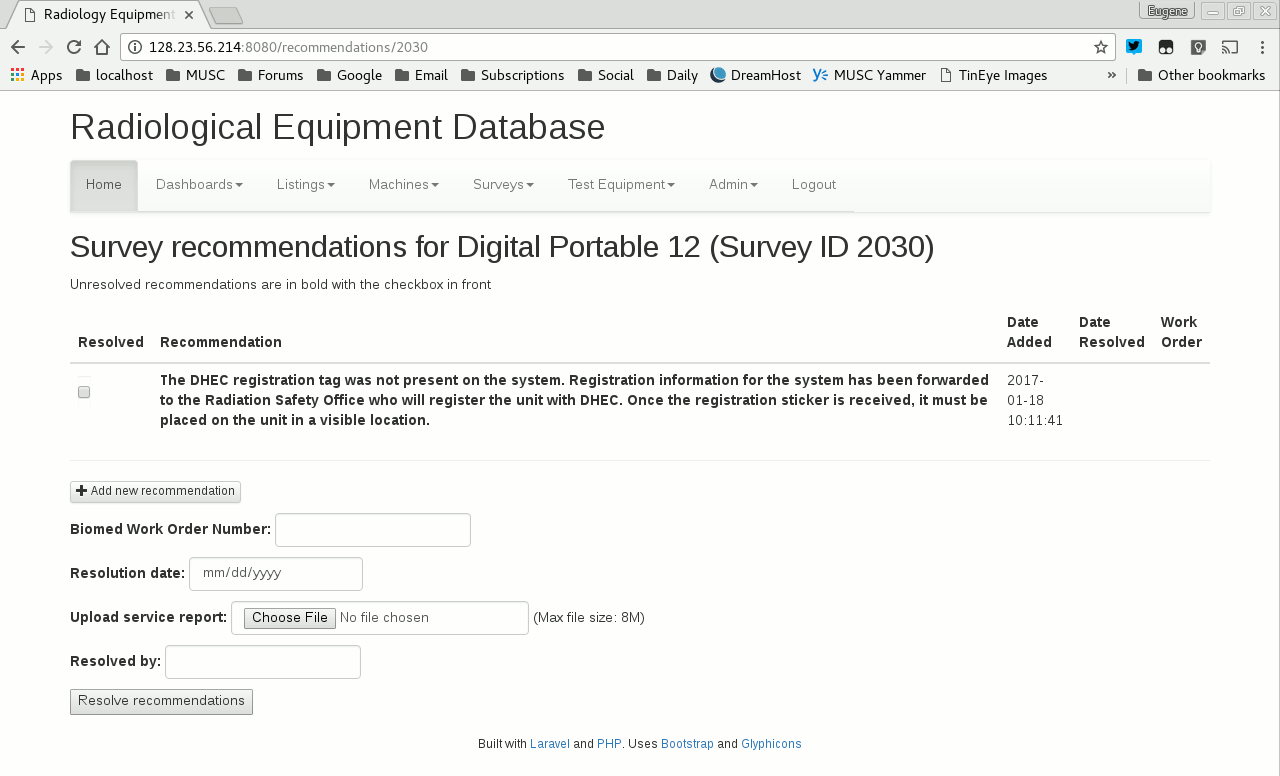 Radiology Equipment
Eugene
128.23.56.214:8080/recommendations/2030
Apps localhost MUSC Forums Google Email Subscriptions Social Daily DreamHost MUSC Yammer TinEye Images » Other bookmarks
Radiological Equipment Database
Home Dashboards Listings Machines Surveys Test Equipment Admin Logout
Survey recommendations for Digital Portable 12 (Survey ID 2030)
Unresolved recommendations are in bold with the checkbox in front
Resolved Recommendation Date Added Date Resolved Work Order
The DHEC registration tag was not present on the system. Registration information for the system has been forwarded
to the Radiation Safety Office who will register the unit with DHEC. Once the registration sticker is received, it must be
placed on the unit in a visible location.
2017-
01-18
10:11:41
Add new recommendation
Biomed Work Order Number:
Resolution date: mm/dd/yyyy
Upload service report: Choose File No file chosen (Max file size: 8M)
Resolved by:
Resolve recommendations
Built with Laravel and PHP. Uses Bootstrap and Glyphicons